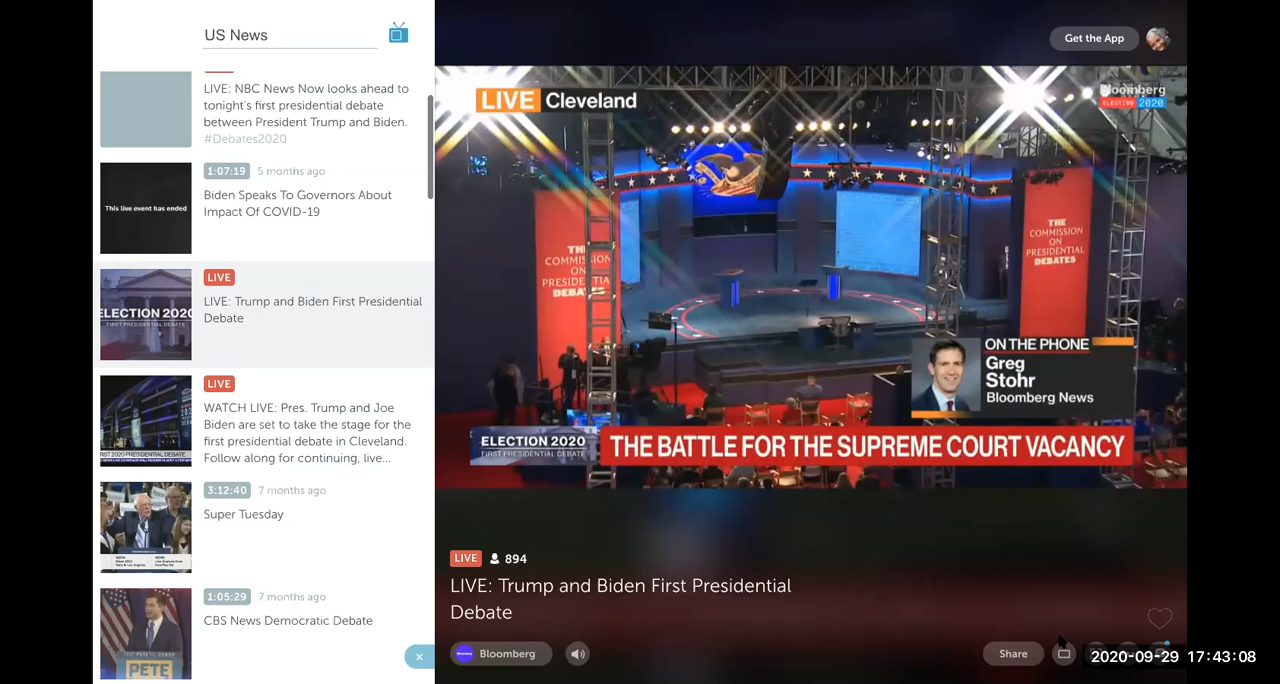 US News
LIVE: NBC News Now looks ahead to
tonight's first presidential debate
between President Trump and Biden.
#Debates2020
1:07:19 5 months ago
Biden Speaks To Governors About
Impact Of COVID-19
This live event has ended
LIVE
LIVE: Trump and Biden First Presidential
Debate
ELECTION 2020
FIRST PRESIDENTIAL DEBATE
LIVE
WATCH LIVE: Pres. Trump and Joe
Biden are set to take the stage for the
first presidential debate in Cleveland.
Follow along for continuing, live...
RST 2020 PRESIDENTIAL DEBATE
3:12:40 7 months ago
Super Tuesday
1:05:29 7 months ago
CBS News Democratic Debate
PETE
Get the App
LIVE Cleveland
Bloomberg
ELECTION 2020
THE
COMMISSION
ON
PRESIDENTIAL
DEBATES
THE
COMMISSION
ON
PRESIDENTIAL
DEBATES
ON THE PHONE
Greg
Stohr
Bloomberg News
ELECTION 2020
FIRST PRESIDENTIAL DEBATE
THE BATTLE FOR THE SUPREME COURT VACANCY
LIVE 894
LIVE: Trump and Biden First Presidential
Debate
Bloomberg
Share
2020-09-29 17:43:08